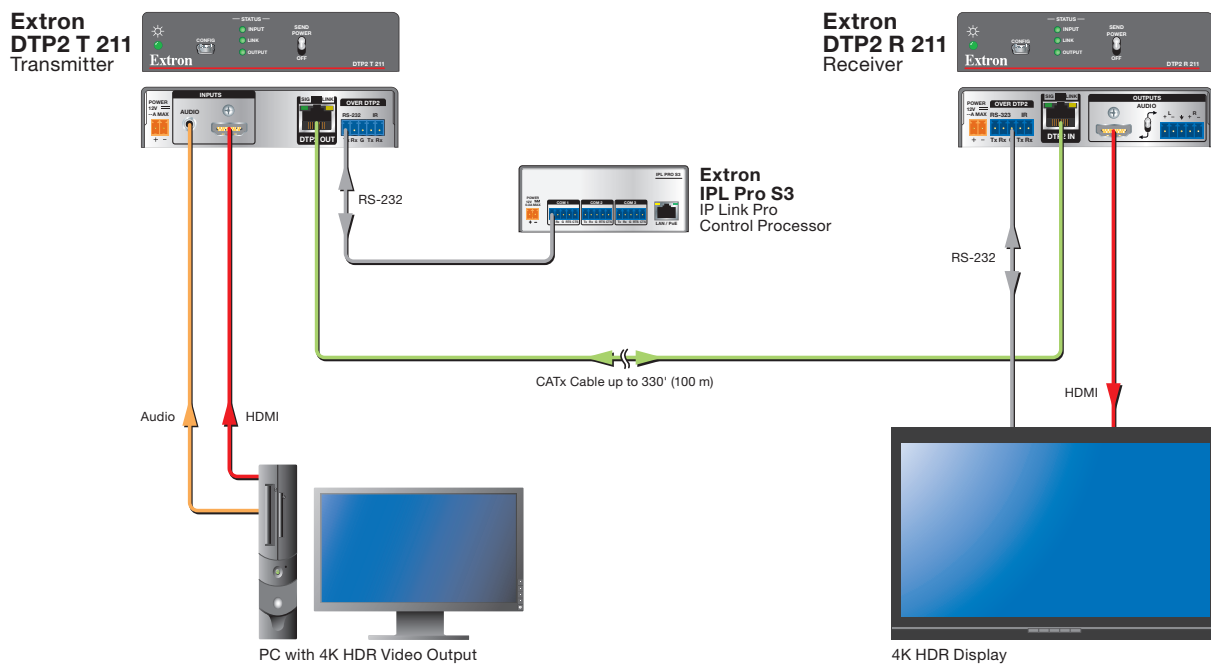 Extron
DTP2 T 211
Transmitter
STATUS
INPUT
LINK
OUTPUT
CONFIG
SEND
POWER
OFF
Extron
DTP2 T 211
POWER
12V
--A MAX
+ −
INPUTS
AUDIO
SIG LINK
DTP2 OUT
OVER DTP2
RS-232 IR
Rx G Tx Rx
Extron
DTP2 R 211
Receiver
STATUS
INPUT
LINK
OUTPUT
CONFIG
SEND
POWER
OFF
Extron
DTP2 R 211
POWER
12V
--A MAX
+ −
OVER DTP2
RS-323 IR
Tx Rx Tx Rx
SIG LINK
DTP2 IN
OUTPUTS
AUDIO
L R
+ − + −
RS-232
IPL PRO S3
POWER
12V
+ −
COM 1
COM 2
COM 3
LAN / PoE
Extron
IPL Pro S3
IP Link Pro
Control Processor
RS-232
CATx Cable up to 330' (100 m)
Audio
HDMI
HDMI
PC with 4K HDR Video Output
4K HDR Display